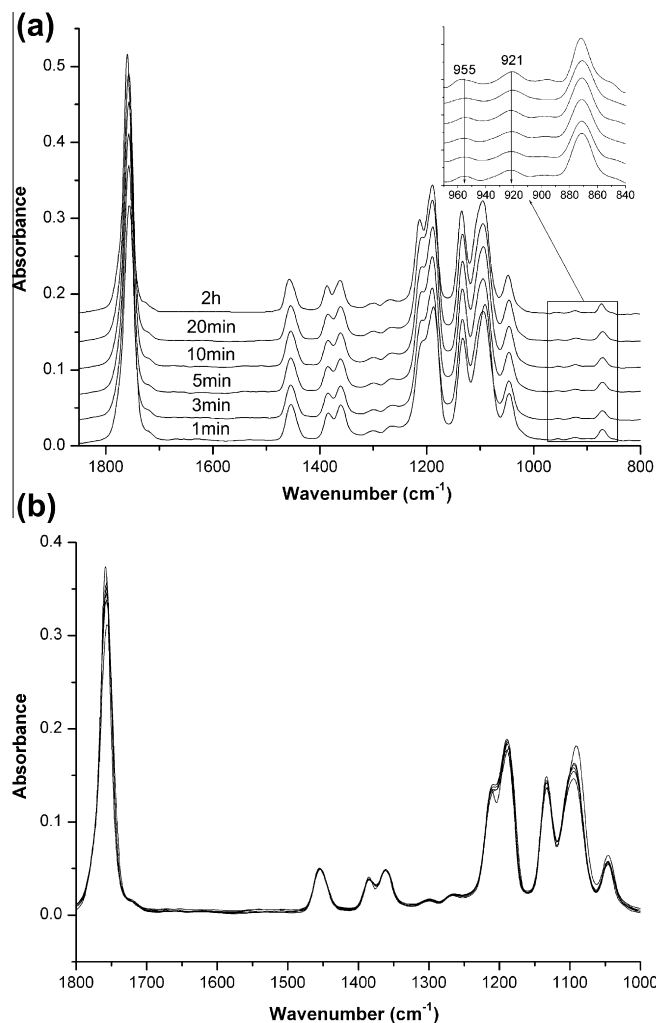 (a)
0.5
0.4
0.3
0.2
0.1
0.0
Absorbance
955
921
960 940 920 900 880 860 840
2h
20min
10min
5min
3min
1min
1800 1600 1400 1200 1000 800
Wavenumber (cm-1)
(b)
0.4
0.3
0.2
0.1
0.0
Absorbance
1800 1700 1600 1500 1400 1300 1200 1100 1000
Wavenumber (cm-1)